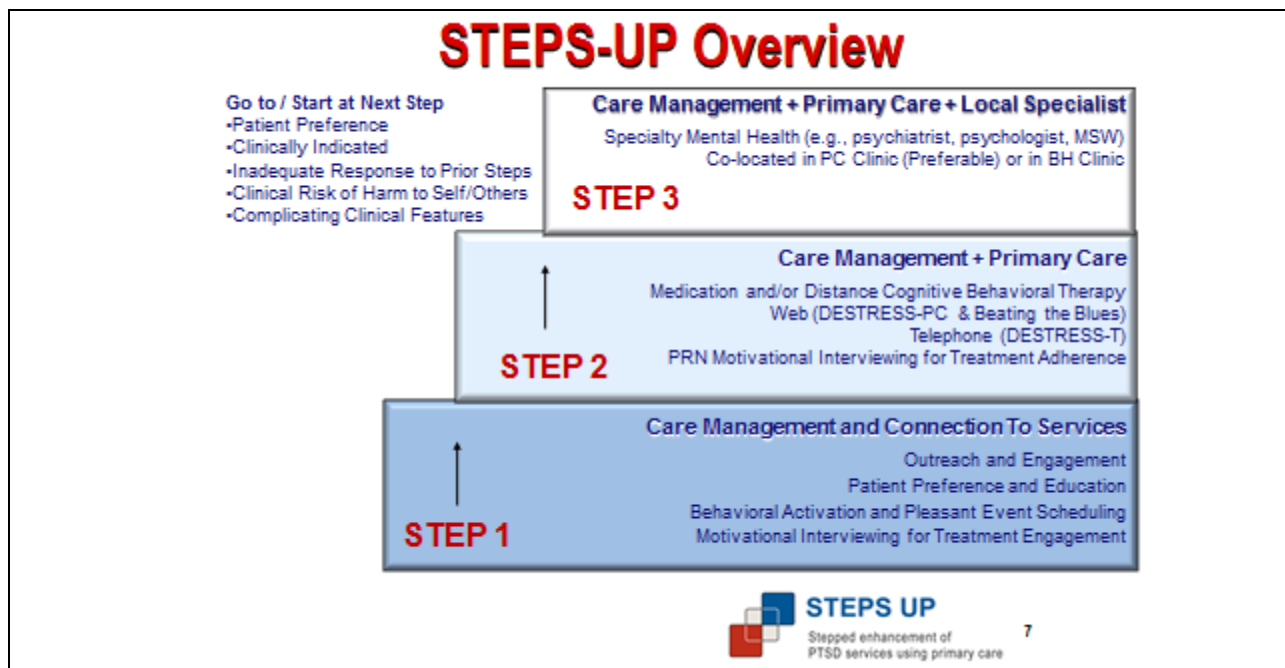 STEPS-UP Overview
Go to / Start at Next Step
▪Patient Preference
▪Clinically Indicated
▪Inadequate Response to Prior Steps
▪Clinical Risk of Harm to Self/Others
▪Complicating Clinical Features
Care Management + Primary Care + Local Specialist
Specialty Mental Health (e.g., psychiatrist, psychologist, MSW)
Co-located in PC Clinic (Preferable) or in BH Clinic
STEP 3
Care Management + Primary Care
Medication and/or Distance Cognitive Behavioral Therapy
Web (DESTRESS-PC & Beating the Blues)
Telephone (DESTRESS-T)
PRN Motivational Interviewing for Treatment Adherence
STEP 2
Care Management and Connection To Services
Outreach and Engagement
Patient Preference and Education
Behavioral Activation and Pleasant Event Scheduling
Motivational Interviewing for Treatment Engagement
STEP 1
STEPS UP
Stepped enhancement of
PTSD services using primary care
7